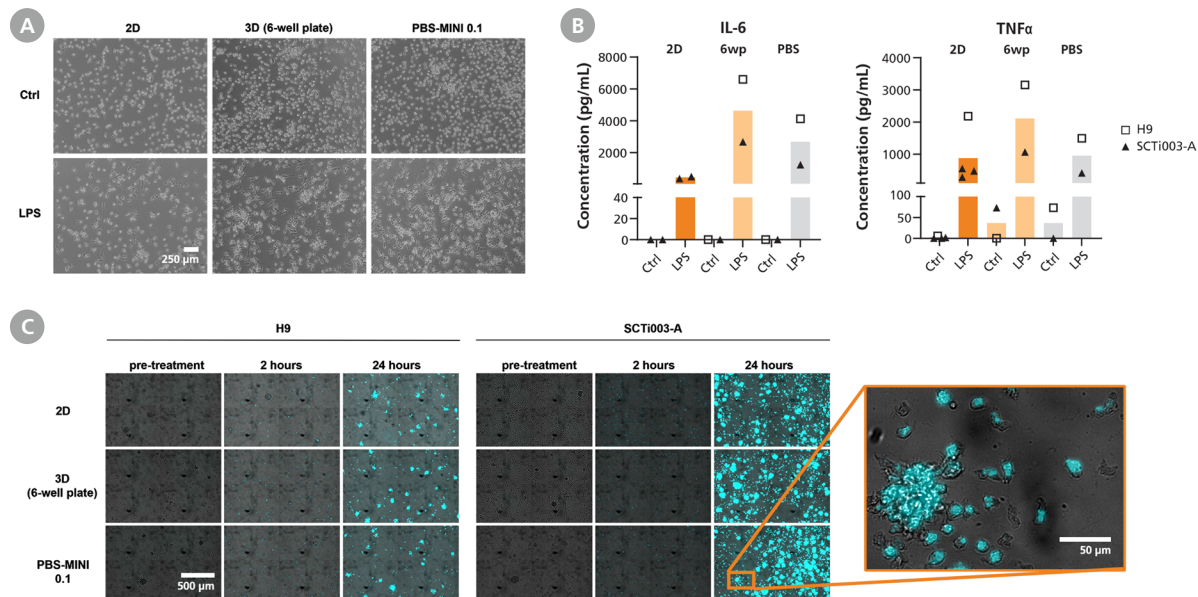 A
2D
3D (6-well plate)
PBS-MINI 0.1
Ctrl
LPS
250 µm
B
IL-6
2D
6wp
PBS
Concentration (pg/mL)
8000
6000
4000
2000
40
20
0
Ctrl
LPS
Ctrl
LPS
Ctrl
LPS
TNFα
2D
6wp
PBS
Concentration (pg/mL)
4000
3000
2000
1000
100
50
0
Ctrl
LPS
Ctrl
LPS
Ctrl
LPS
H9
SCTi003-A
C
H9
SCTi003-A
pre-treatment
2 hours
24 hours
pre-treatment
2 hours
24 hours
2D
3D
(6-well plate)
PBS-MINI
0.1
500 µm
50 µm